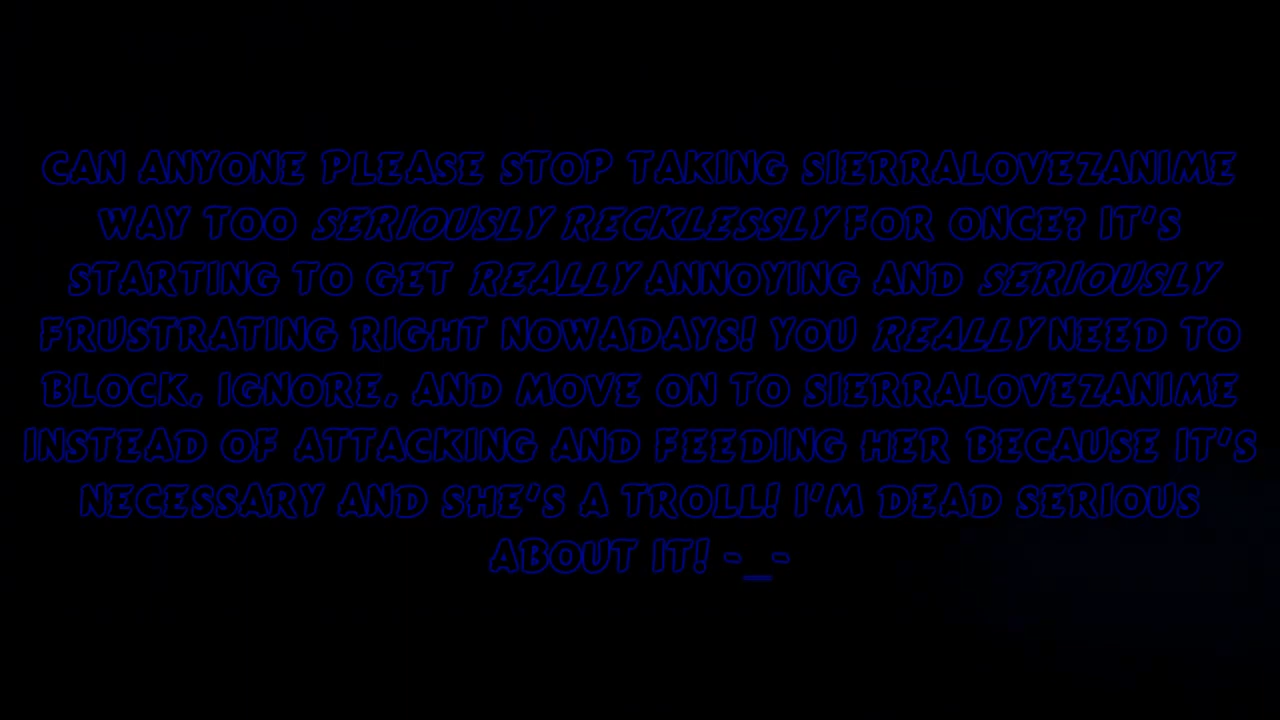 CAN ANYONE PLEASE STOP TAKING SIERRALOVEZANIME
WAY TOO SERIOUSLY RECKLESSLY FOR ONCE? IT'S
STARTING TO GET REALLY ANNOYING AND SERIOUSLY
FRUSTRATING RIGHT NOWADAYS! YOU REALLY NEED TO
BLOCK, IGNORE, AND MOVE ON TO SIERRALOVEZANIME
INSTEAD OF ATTACKING AND FEEDING HER BECAUSE IT'S
NECESSARY AND SHE'S A TROLL! I'M DEAD SERIOUS
ABOUT IT! -_-